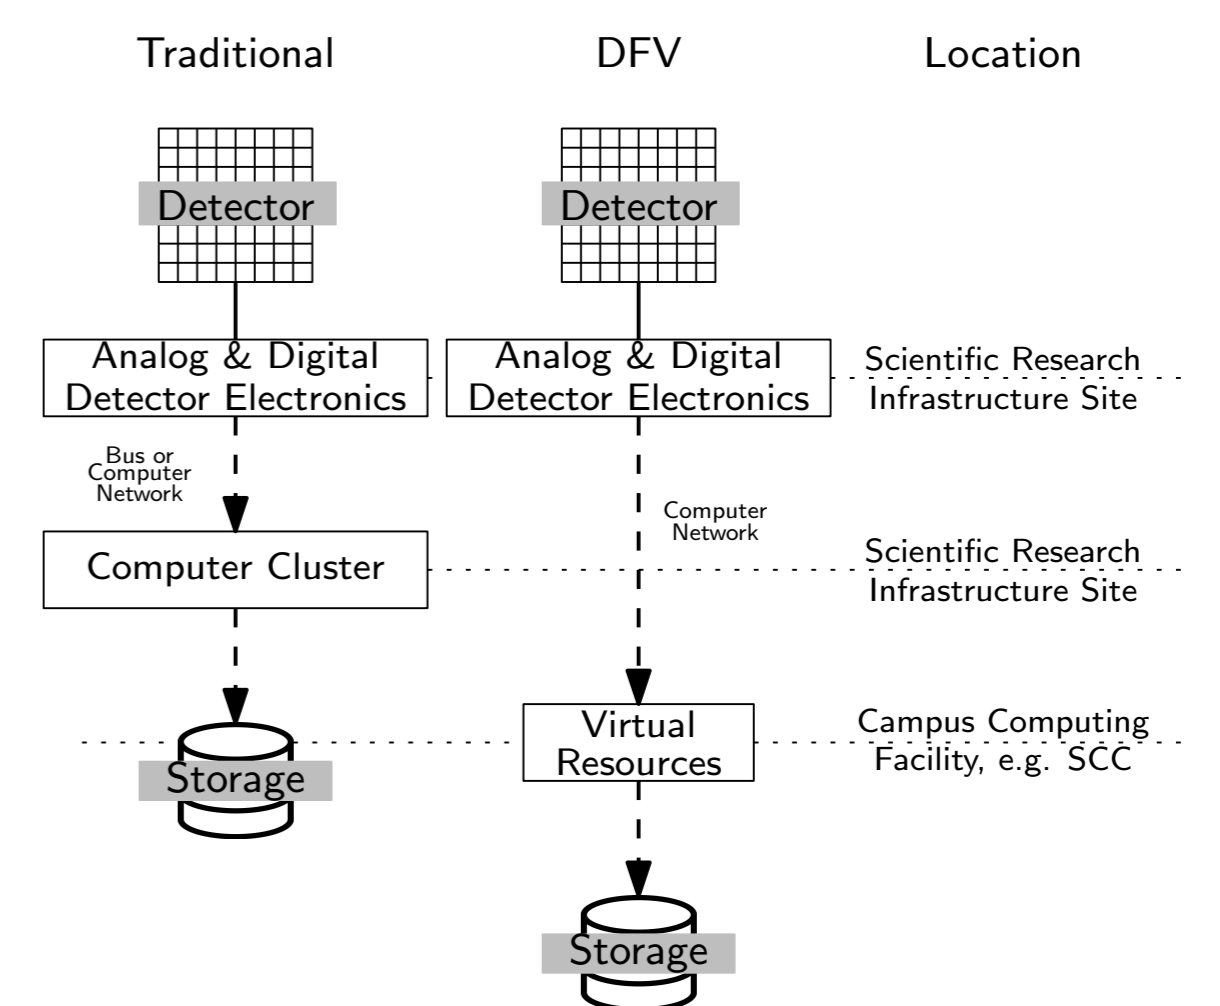 Traditional
DFV
Location
Detector
Detector
Analog & Digital
Detector Electronics
Analog & Digital
Detector Electronics
Scientific Research
Infrastructure Site
Bus or
Computer
Network
Computer
Network
Computer Cluster
Scientific Research
Infrastructure Site
Storage
Virtual
Resources
Campus Computing
Facility, e.g. SCC
Storage